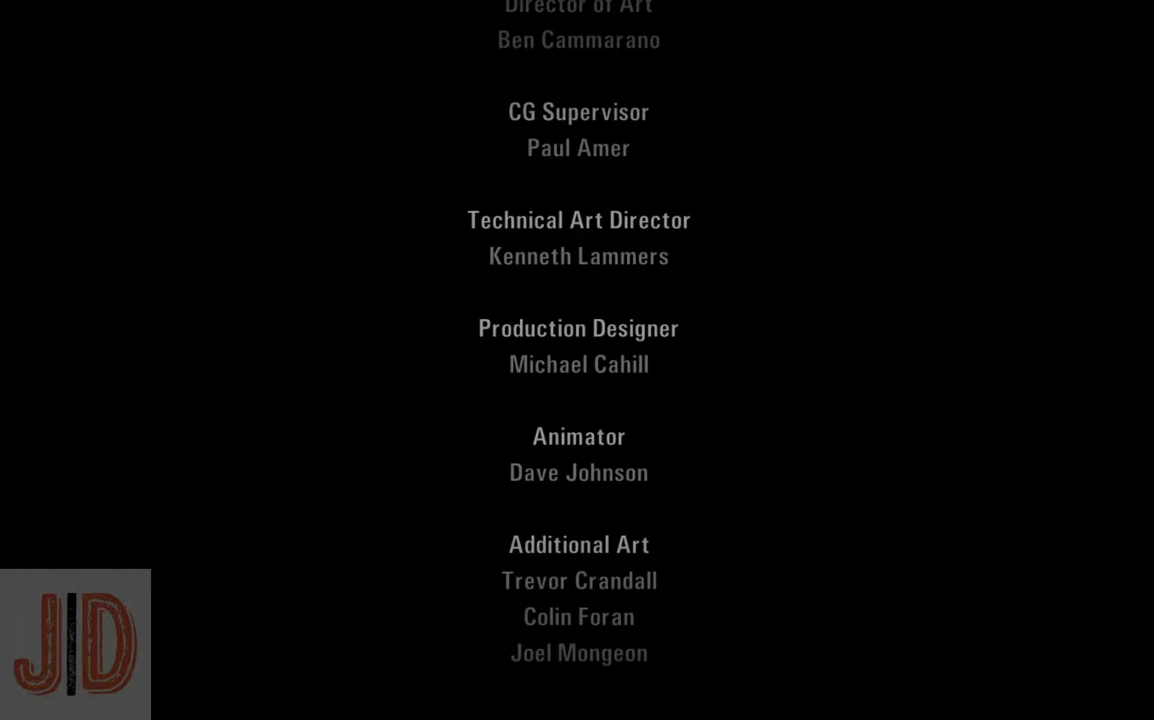 Director of Art
Ben Cammarano
CG Supervisor
Paul Amer
Technical Art Director
Kenneth Lammers
Production Designer
Michael Cahill
Animator
Dave Johnson
Additional Art
Trevor Crandall
Colin Foran
Joel Mongeon
J|D